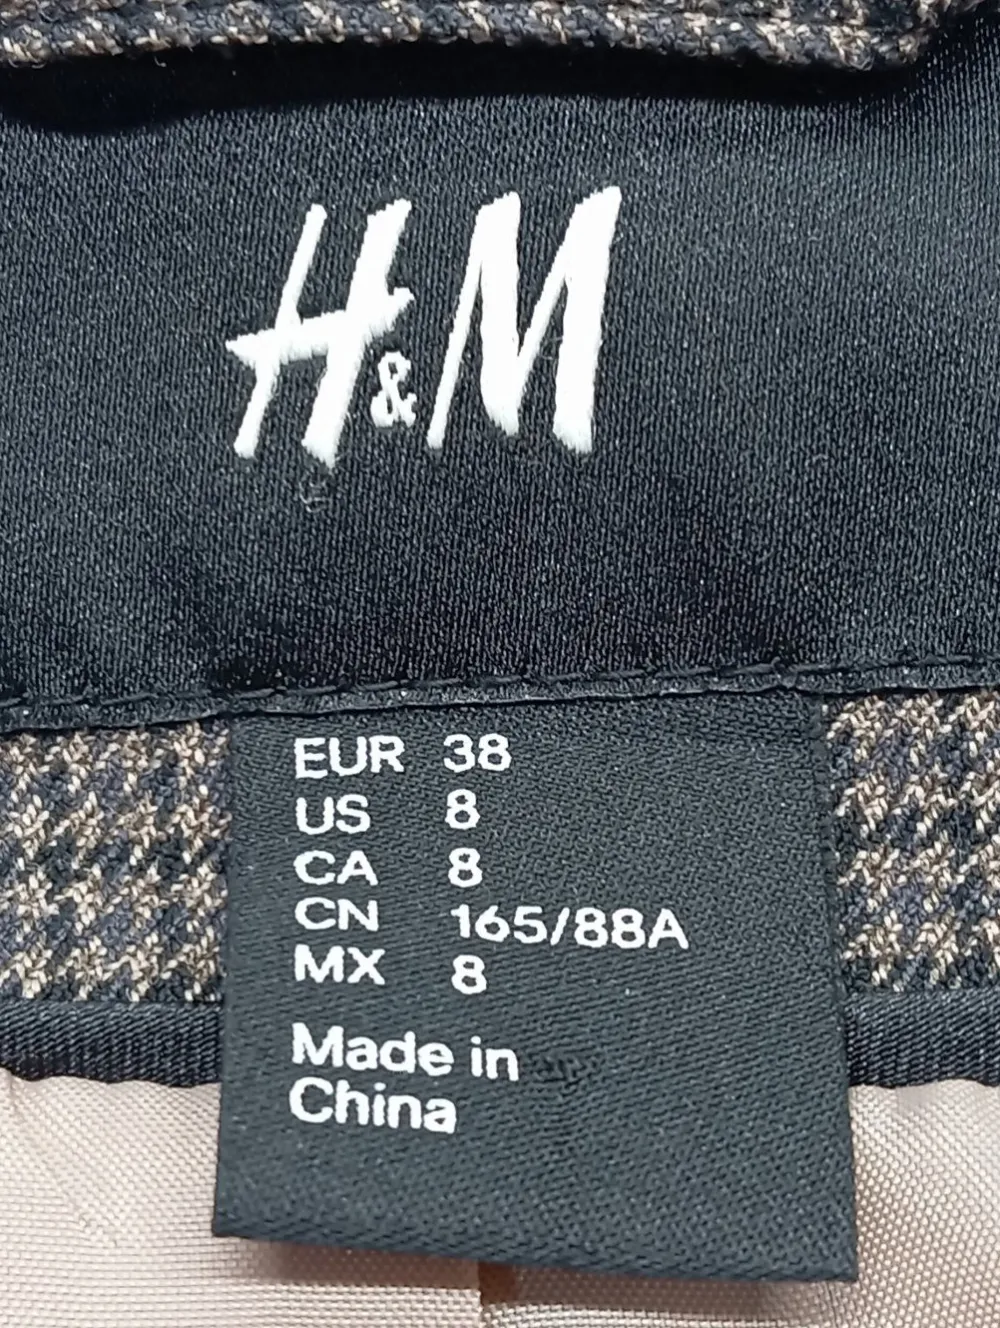 H&M
EUR 38
US 8
CA 8
CN 165/88A
MX 8
Made in
China